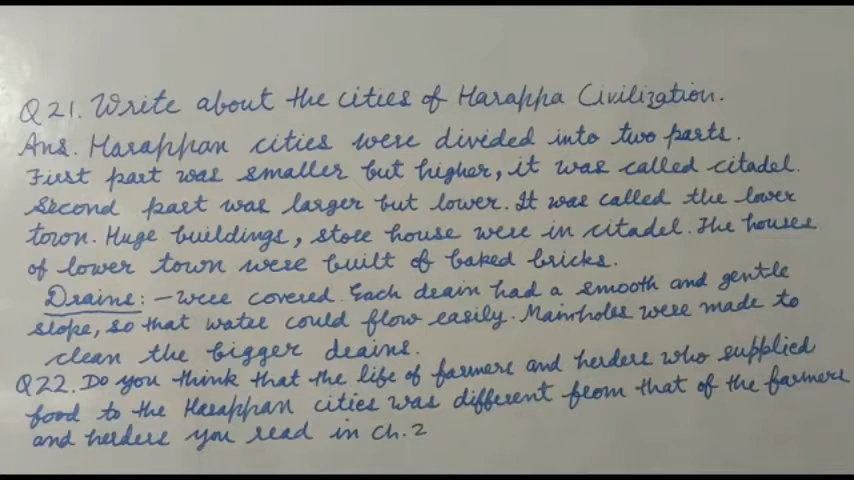 Q21. Write about the cities of Harappa Civilization.
Ans. Harappan cities were divided into two parts.
First part was smaller but higher, it was called citadel.
Second part was larger but lower. It was called the lower
town. Huge buildings, store house were in citadel. The houses
of lower town were built of baked bricks.
Drains: - were covered. Each drain had a smooth and gentle
slope, so that water could flow easily. Mainholes were made to
clean the bigger drains.
Q22. Do you think that the life of farmers and herders who supplied
food to the Harappan cities was different from that of the farmers
and herders you read in Ch. 2